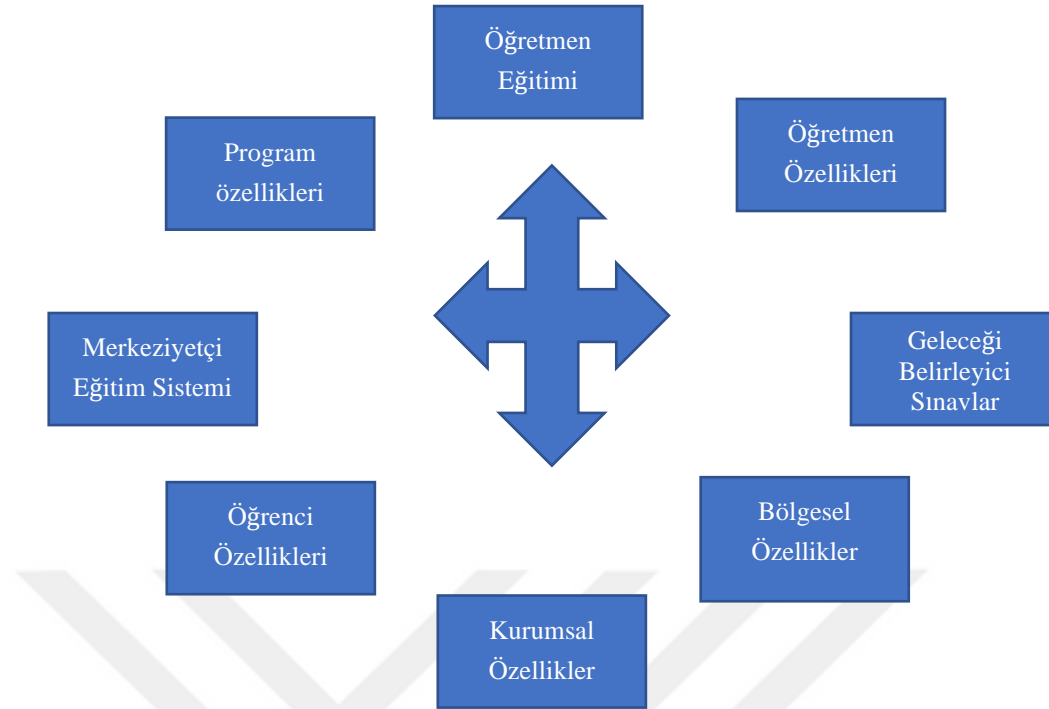 Öğretmen
Eğitimi
Öğretmen
Özellikleri
Program
özellikleri
Merkeziyetçi
Eğitim Sistemi
Geleceği
Belirleyici
Sınavlar
Öğrenci
Özellikleri
Bölgesel
Özellikler
Kurumsal
Özellikler